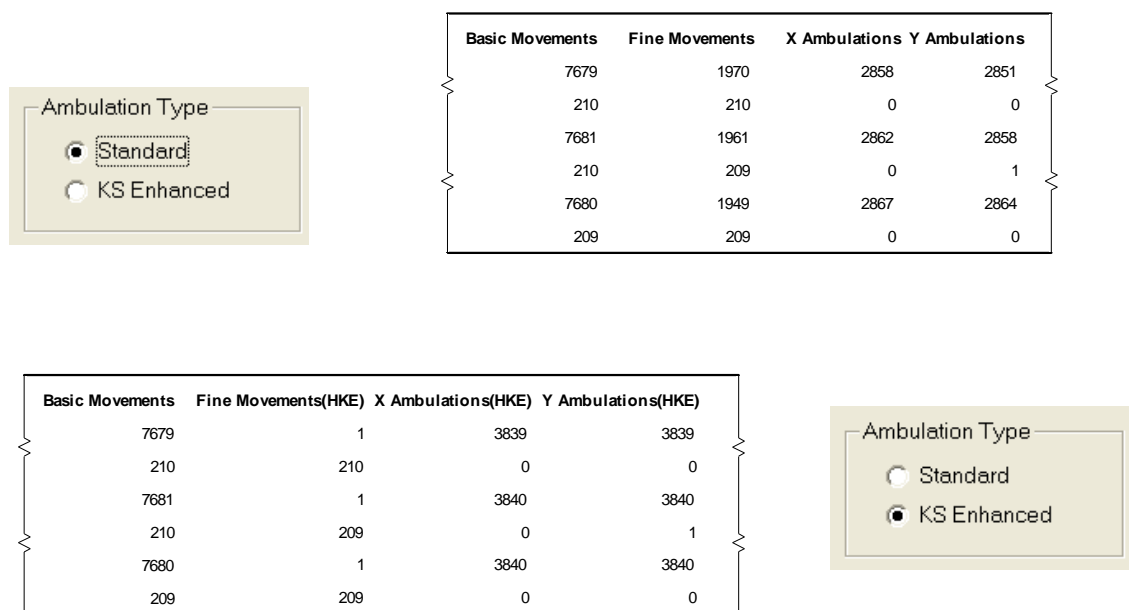 Basic Movements Fine Movements X Ambulations Y Ambulations
7679 1970 2858 2851
210 210 0 0
7681 1961 2862 2858
210 209 0 1
7680 1949 2867 2864
209 209 0 0
Ambulation Type
Standard
KS Enhanced
Basic Movements Fine Movements(HKE) X Ambulations(HKE) Y Ambulations(HKE)
7679 1 3839 3839
210 210 0 0
7681 1 3840 3840
210 209 0 1
7680 1 3840 3840
209 209 0 0
Ambulation Type
Standard
KS Enhanced